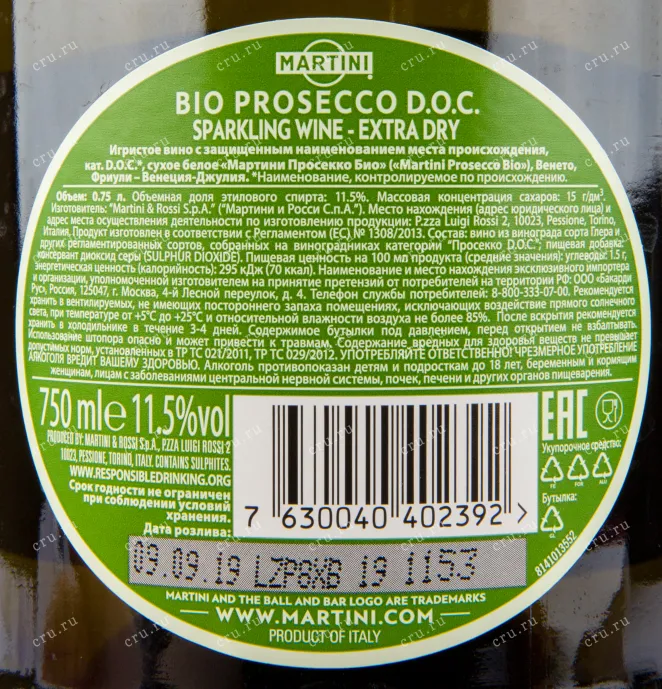 MARTINI
BIO PROSECCO D.O.C.
SPARKLING WINE - EXTRA DRY
Игристое вино с защищенным наименованием места происхождения,
кат. D.O.C.*, сухое белое «Мартини Просекко Био» («Martini Prosecco Bio»), Венето,
Фриули – Венеция-Джулия. *Наименование, контролируемое по происхождению.
Объем: 0.75 л. Объемная доля этилового спирта: 11.5%. Массовая концентрация сахаров: 15 г/дм³.
Изготовитель: "Martini & Rossi S.p.A." ("Мартини и Росси С.п.А."). Место нахождения (адрес юридического лица) и
адрес места осуществления деятельности по изготовлению продукции: P.zza Luigi Rossi 2, 10023, Pessione, Torino,
Италия. Продукт изготовлен в соответствии с Регламентом (ЕС) № 1308/2013. Состав: вино из винограда сорта Глера и
других регламентированных сортов, собранных на виноградниках категории "Просекко D.O.C."; пищевая добавка:
консервант диоксид серы (SULPHUR DIOXIDE). Пищевая ценность на 100 мл продукта (средние значения): углеводы: 1.5 г,
энергетическая ценность (калорийность): 295 кДж (70 ккал). Наименование и место нахождения эксклюзивного импортера
и организации, уполномоченной изготовителем на принятие претензий от потребителей на территории РФ: ООО «Бакарди
Рус», Россия, 125047, г. Москва, 4-й Лесной переулок, д. 4. Телефон службы потребителей: 8-800-333-07-00. Рекомендуется
хранить в вентилируемых, не имеющих постороннего запаха помещениях, исключающих воздействие прямого солнечного
света, при температуре от +5°C до +25°C и относительной влажности воздуха не более 85%. После вскрытия рекомендуется
хранить в холодильнике в течение 3-4 дней. Содержимое бутылки под давлением, перед открытием не взбалтывать.
Использование штопора опасно и может привести к травмам. Содержание вредных для здоровья веществ не превышает
допустимых норм, установленных в ТР ТС 021/2011, ТР ТС 029/2012. УПОТРЕБЛЯЙТЕ ОТВЕТСТВЕННО! ЧРЕЗМЕРНОЕ УПОТРЕБЛЕНИЕ
АЛКОГОЛЯ ВРЕДИТ ВАШЕМУ ЗДОРОВЬЮ. Алкоголь противопоказан детям и подросткам до 18 лет, беременным и кормящим
женщинам, лицам с заболеваниями центральной нервной системы, почек, печени и других органов пищеварения.
750 ml e 11.5%vol
PRODUCED BY: MARTINI & ROSSI S.p.A., P.ZZA LUIGI ROSSI 2
10023, PESSIONE, TORINO, ITALY. CONTAINS SULPHITES.
WWW.RESPONSIBLEDRINKING.ORG
Срок годности не ограничен
при соблюдении условий
хранения.
Дата розлива:
7 630040 402392 >
EAC
Укупорочное средство:
FE
FOR
ALU
Бутылка:
GL
8141013552
09.09.19 LZP8XB 19 1153
MARTINI AND THE BALL AND BAR LOGO ARE TRADEMARKS
WWW.MARTINI.COM
PRODUCT OF ITALY
cru.ru